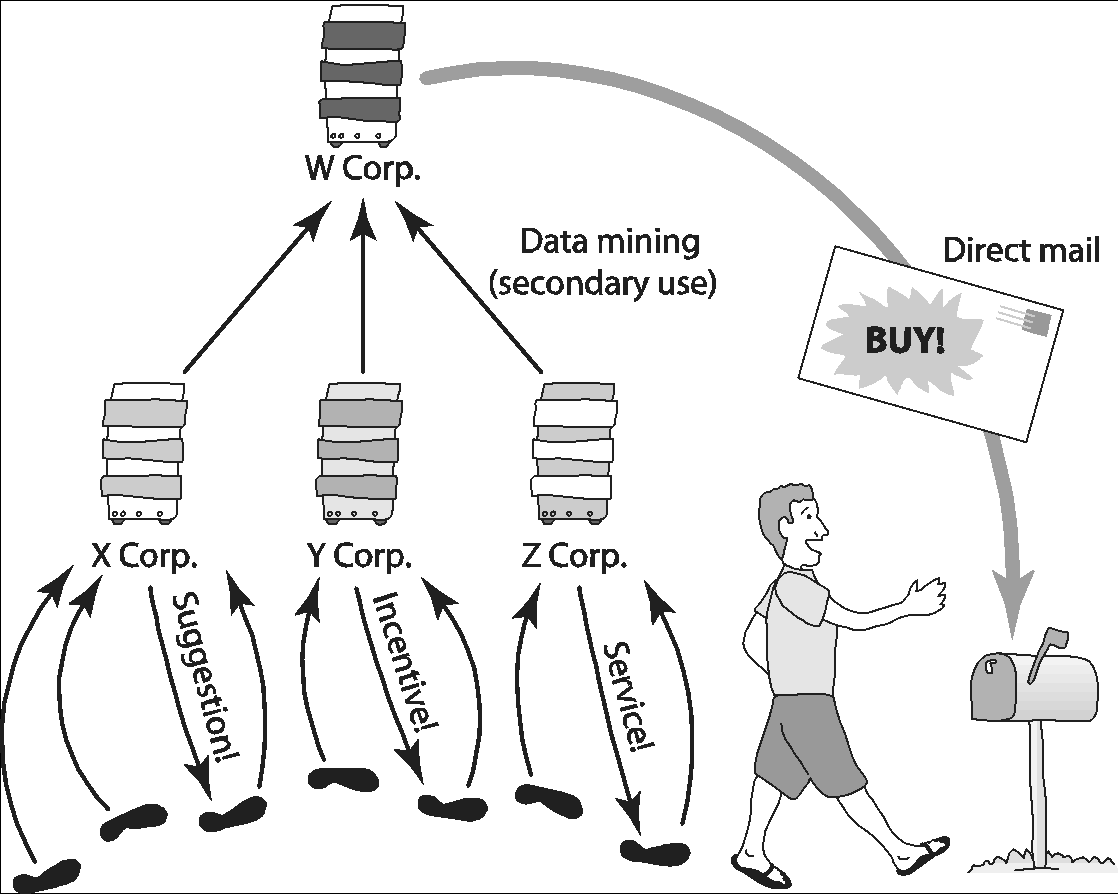 W Corp.
Data mining
(secondary use)
Direct mail
BUY!
X Corp.
Y Corp.
Z Corp.
Suggestion!
Incentive!
Service!